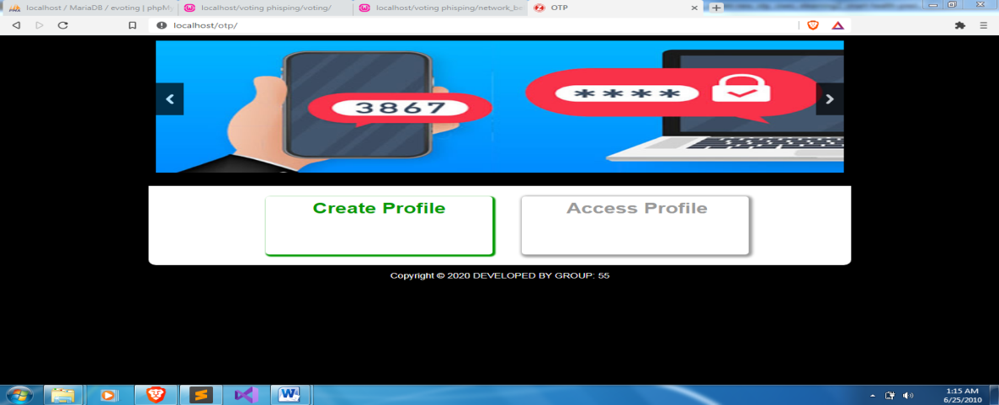 localhost / MariaDB / evoting | phpMy
localhost/voting phisping/voting/
localhost/voting phisping/network_be
OTP
localhost/otp/
3867
****
Create Profile
Access Profile
Copyright © 2020 DEVELOPED BY GROUP: 55
1:15 AM
6/25/2010